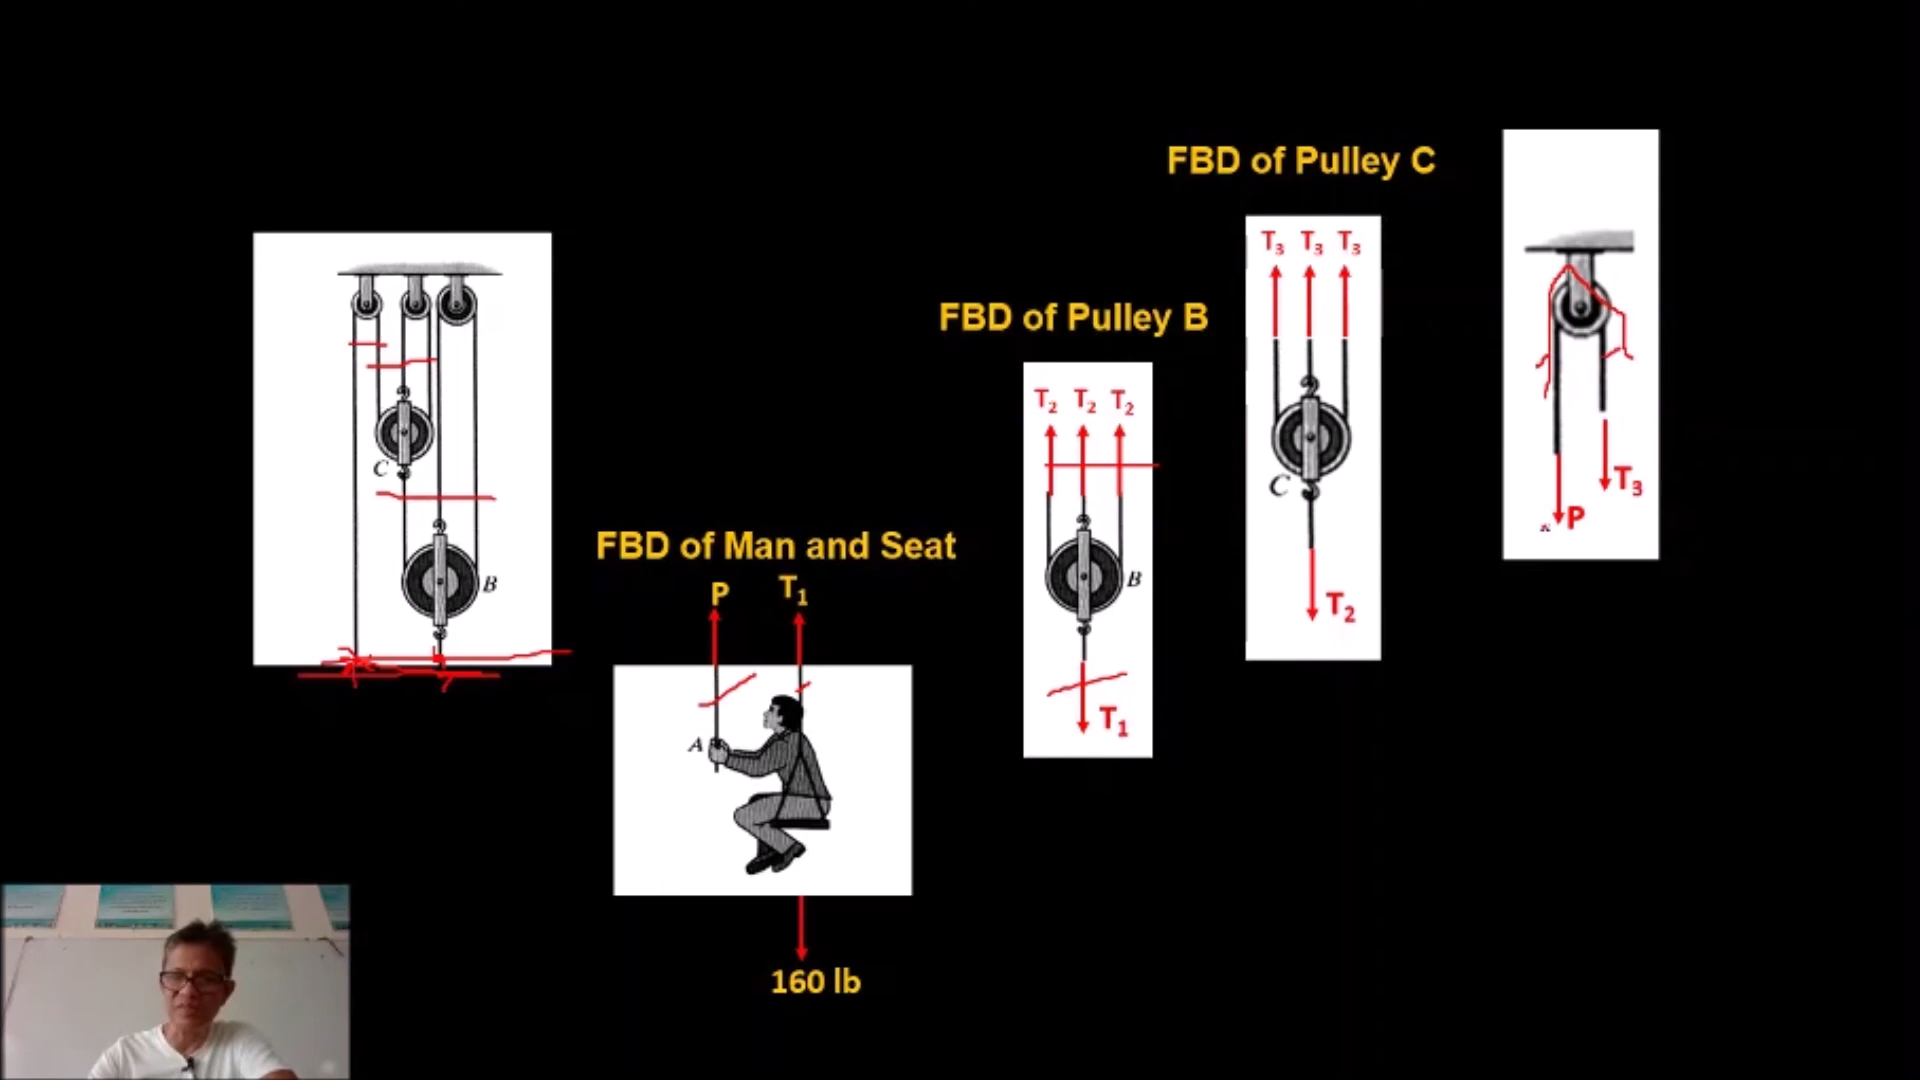 FBD of Pulley C
T3 T3 T3
C
T2
T3
P
FBD of Pulley B
T2 T2 T2
B
T1
C
B
FBD of Man and Seat
P T1
A
160 lb